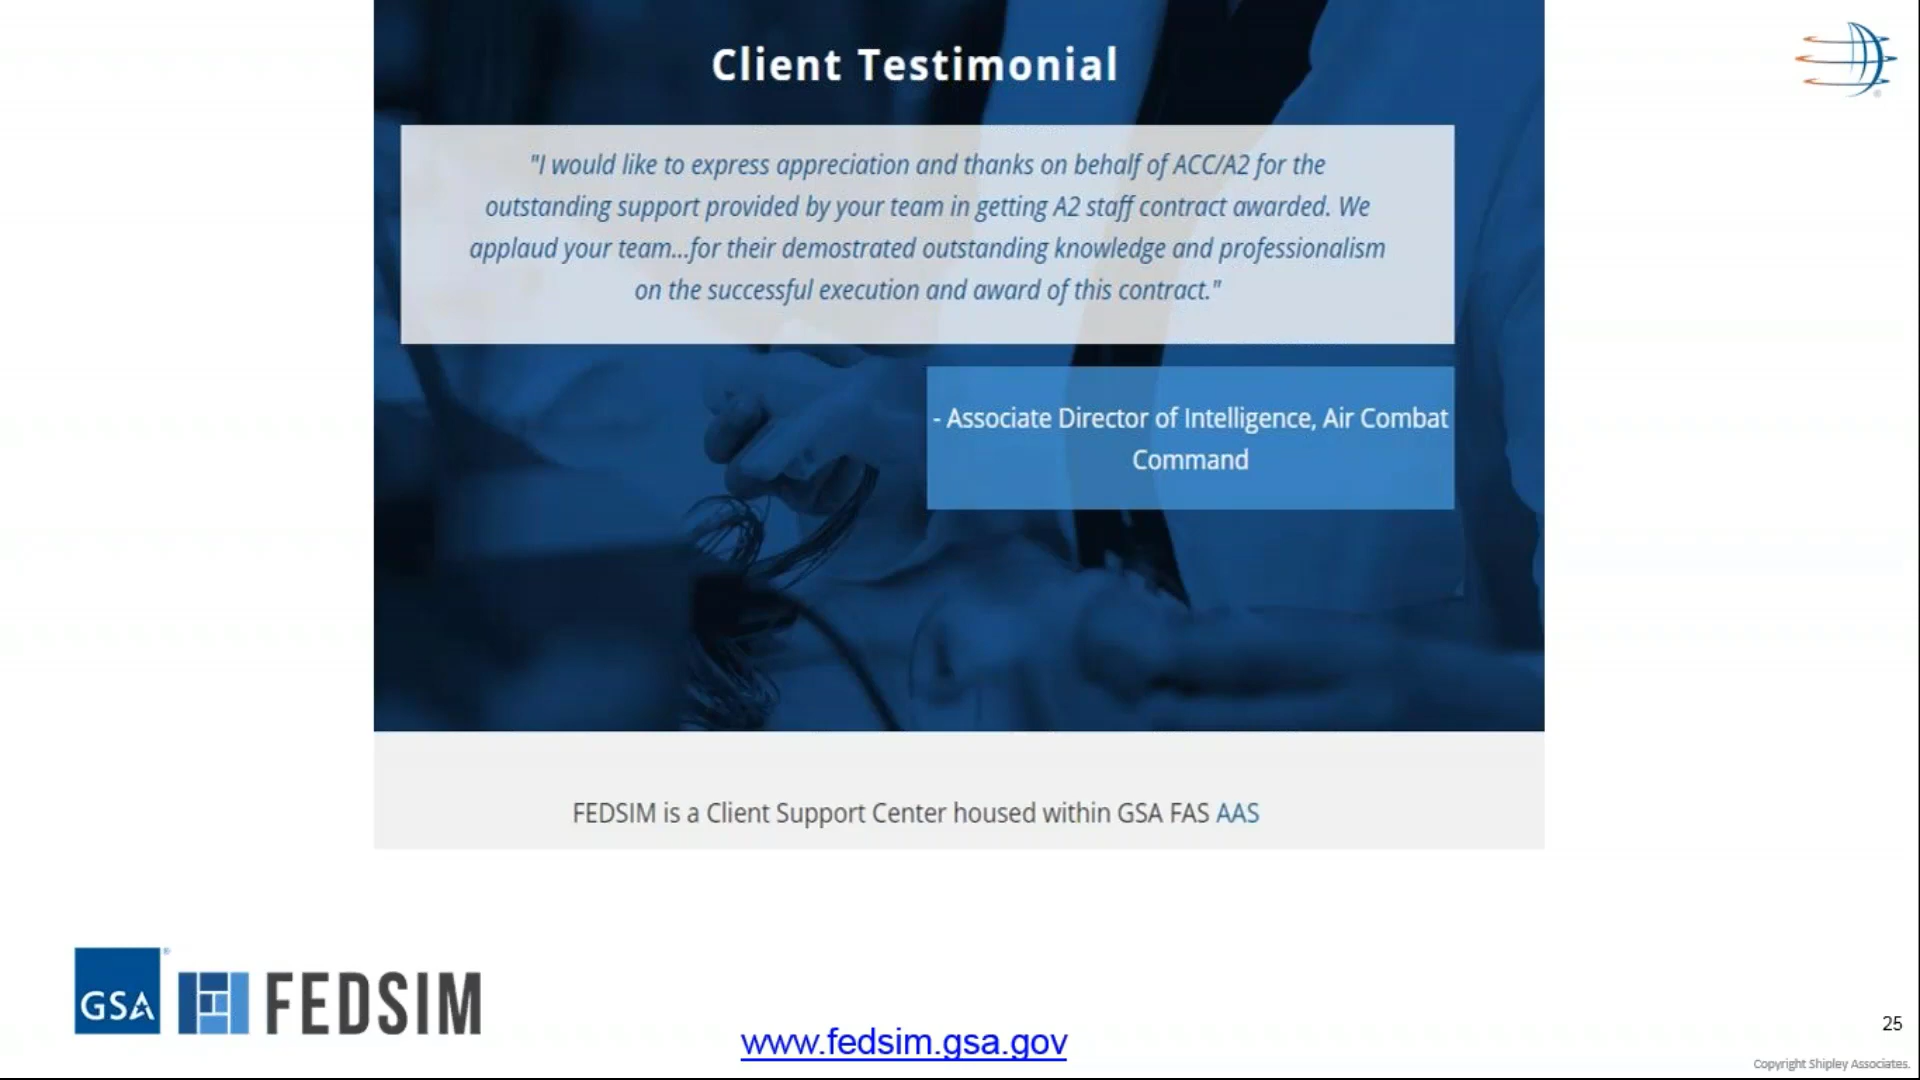 Client Testimonial
"I would like to express appreciation and thanks on behalf of ACC/A2 for the
outstanding support provided by your team in getting A2 staff contract awarded. We
applaud your team...for their demostrated outstanding knowledge and professionalism
on the successful execution and award of this contract."
- Associate Director of Intelligence, Air Combat
Command
FEDSIM is a Client Support Center housed within GSA FAS AAS
GSA
FEDSIM
www.fedsim.gsa.gov
25
Copyright Shipley Associates.